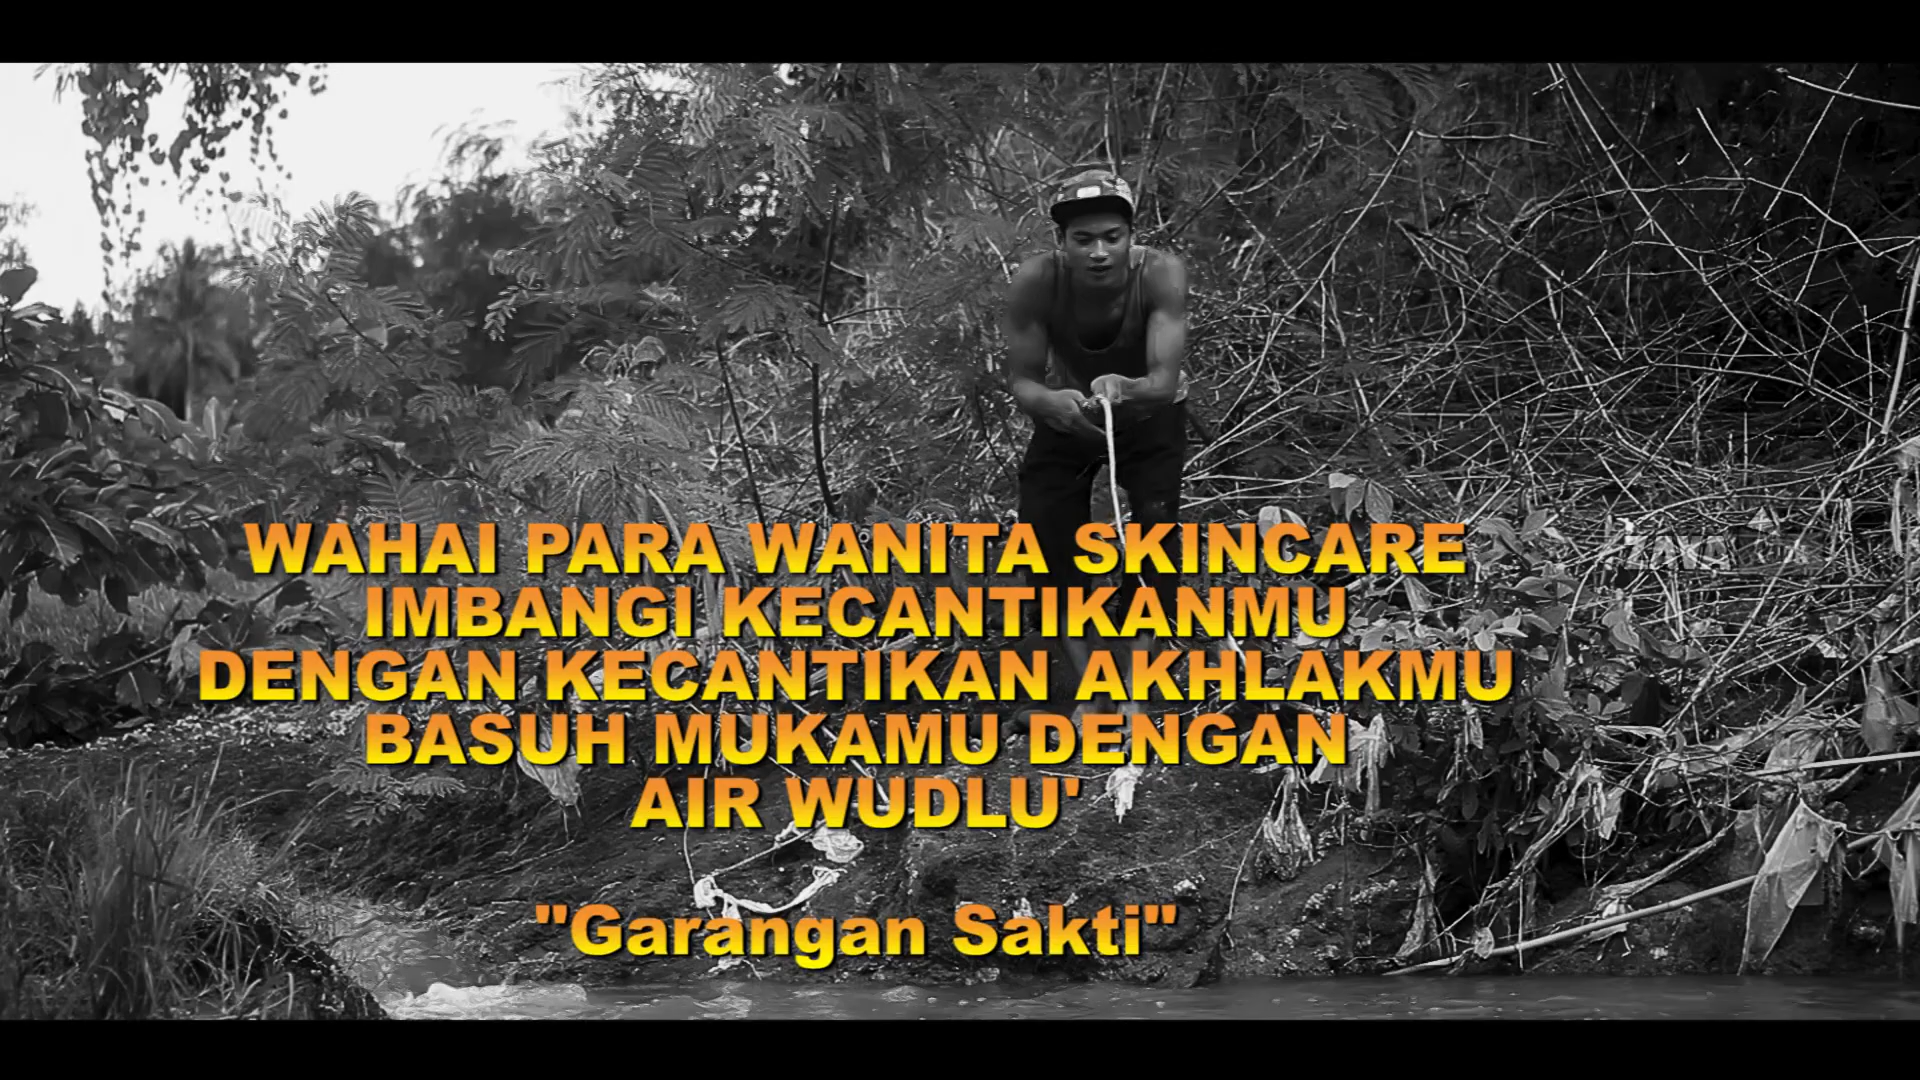 WAHAI PARA WANITA SKINCARE
IMBANGI KECANTIKANMU
DENGAN KECANTIKAN AKHLAKMU
BASUH MUKAMU DENGAN
AIR WUDLU'
"Garangan Sakti"